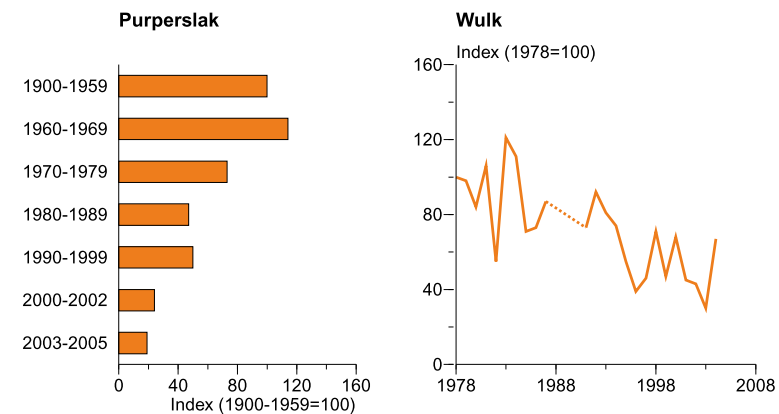 Purperslak
1900-1959
1960-1969
1970-1979
1980-1989
1990-1999
2000-2002
2003-2005
0 40 80 120 160
Index (1900-1959=100)
Wulk
Index (1978=100)
160
120
80
40
0
1978 1988 1998 2008